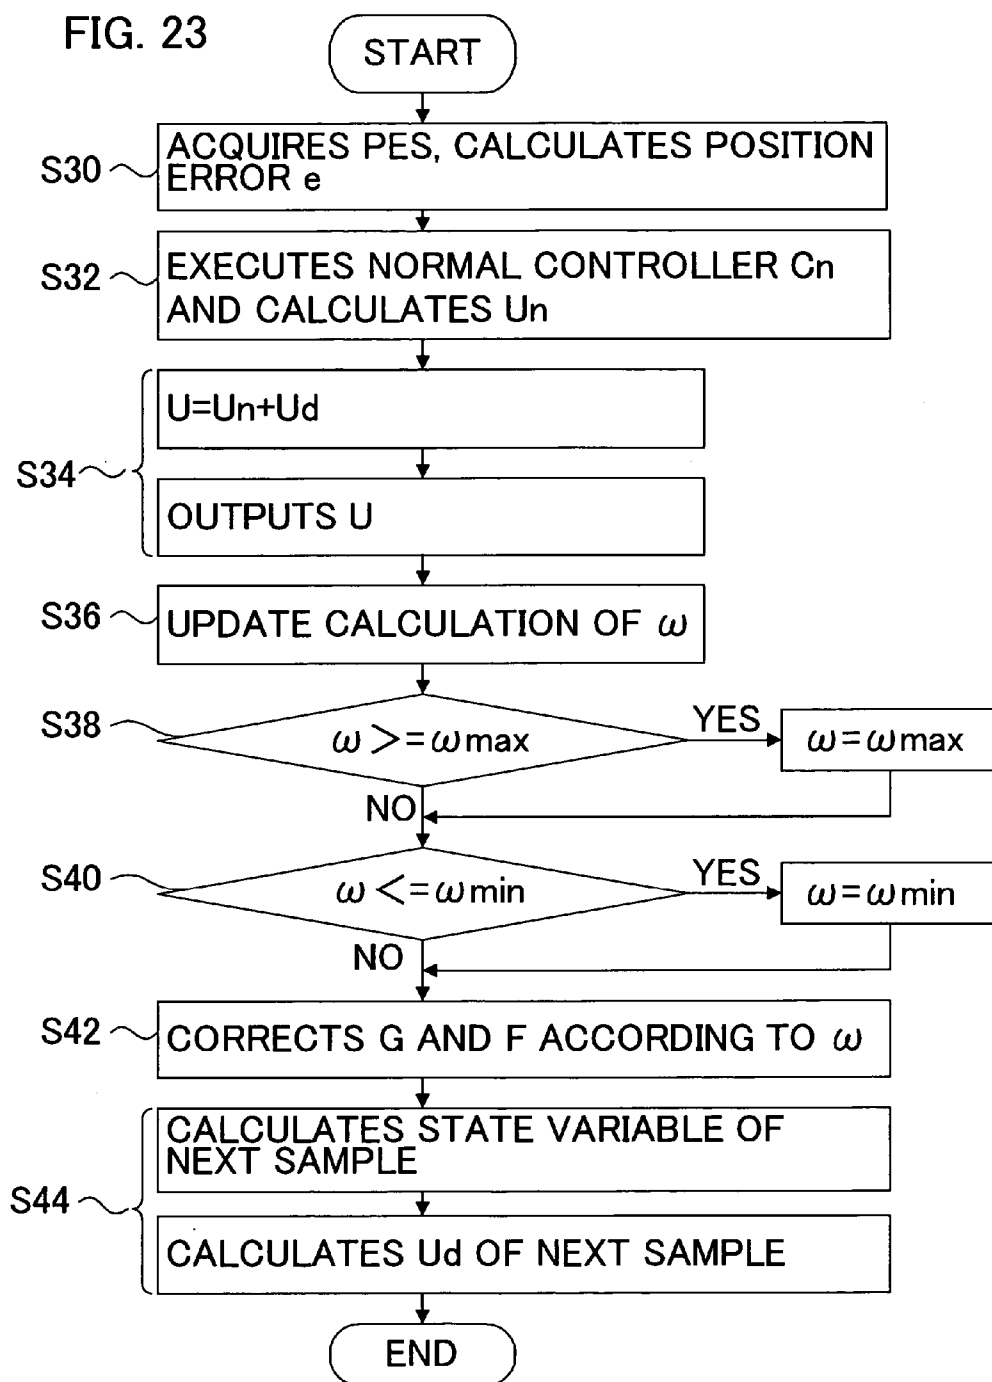 FIG. 23
START
S30
ACQUIRES PES, CALCULATES POSITION
ERROR e
S32
EXECUTES NORMAL CONTROLLER Cn
AND CALCULATES Un
S34
U=Un+Ud
OUTPUTS U
S36
UPDATE CALCULATION OF ω
S38
ω >= ωmax
YES
ω=ωmax
NO
S40
ω <= ωmin
YES
ω=ωmin
NO
S42
CORRECTS G AND F ACCORDING TO ω
S44
CALCULATES STATE VARIABLE OF
NEXT SAMPLE
CALCULATES Ud OF NEXT SAMPLE
END